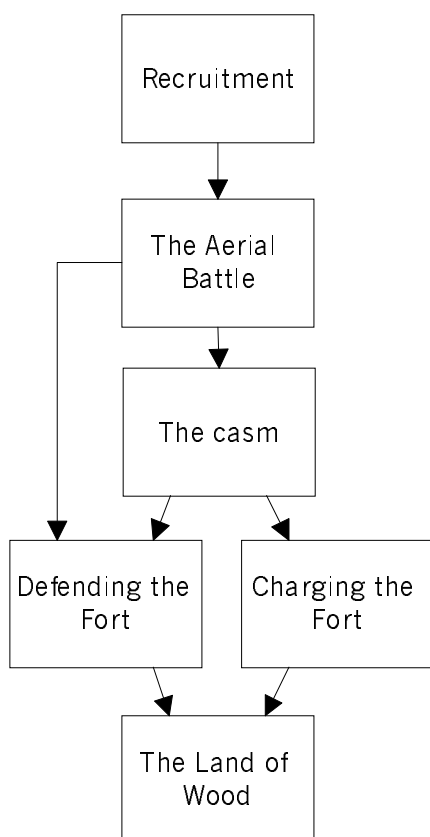 Recruitment
The Aerial
Battle
The casm
Defending the
Fort
Charging the
Fort
The Land of
Wood